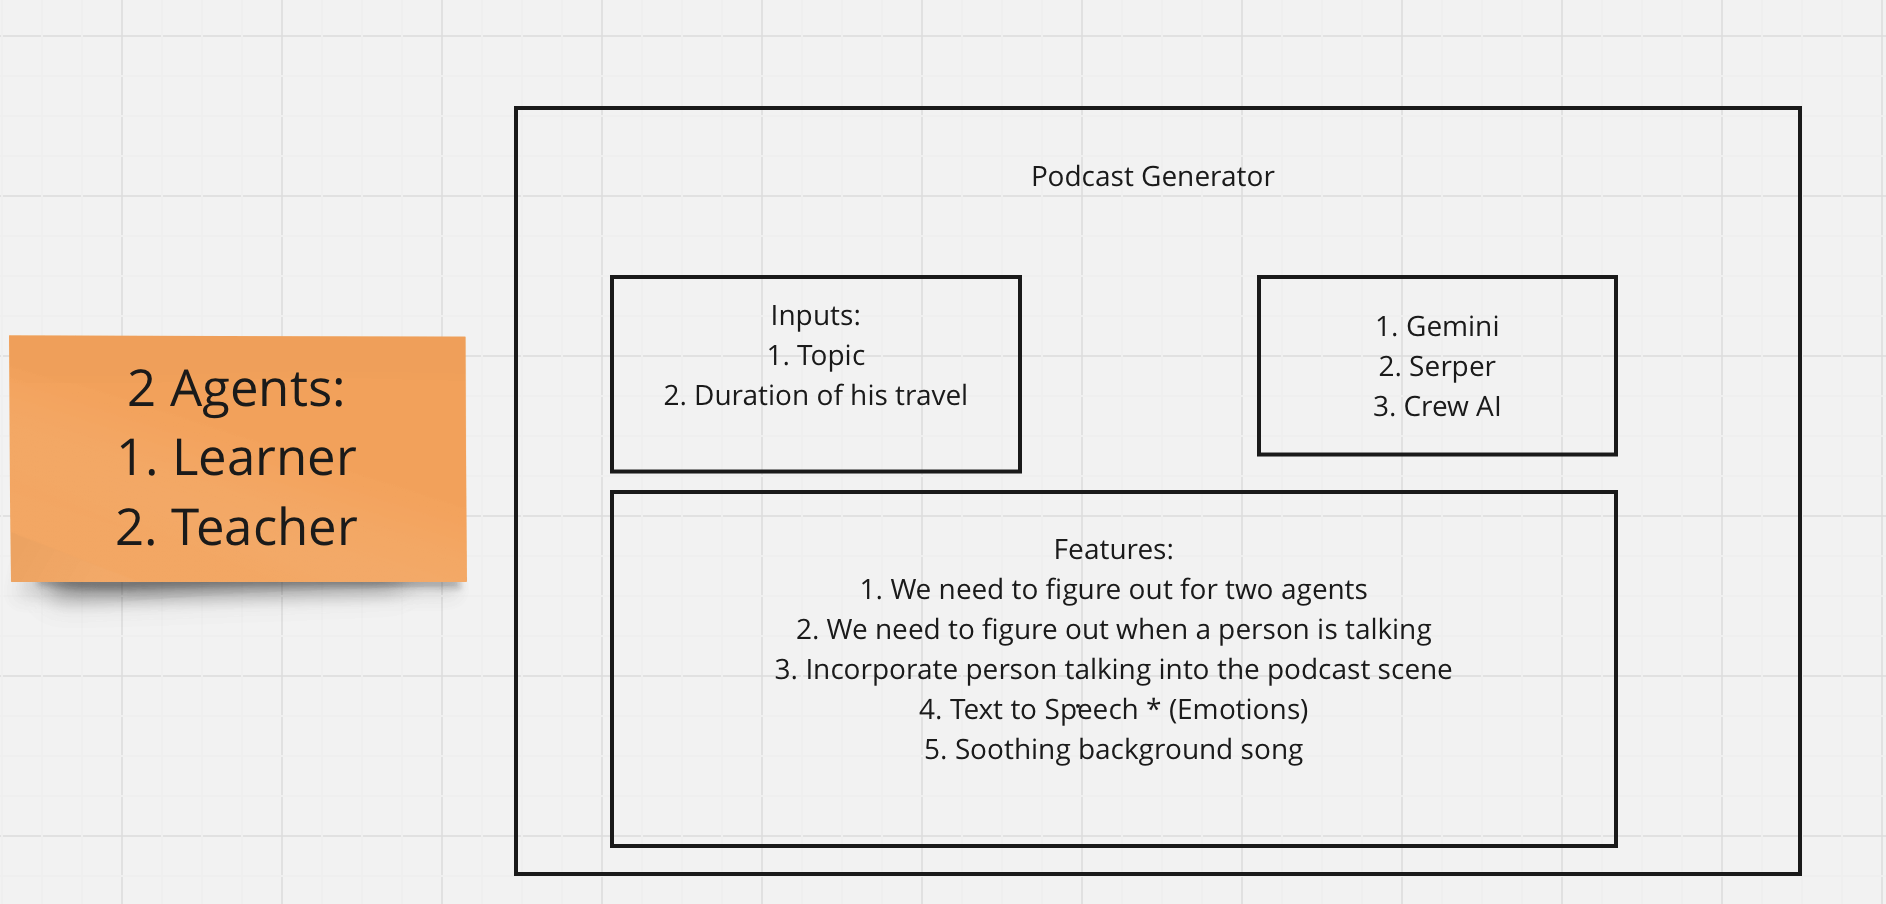 Podcast Generator
2 Agents:
1. Learner
2. Teacher
Inputs:
1. Topic
2. Duration of his travel
1. Gemini
2. Serper
3. Crew AI
Features:
1. We need to figure out for two agents
2. We need to figure out when a person is talking
3. Incorporate person talking into the podcast scene
4. Text to Speech * (Emotions)
5. Soothing background song